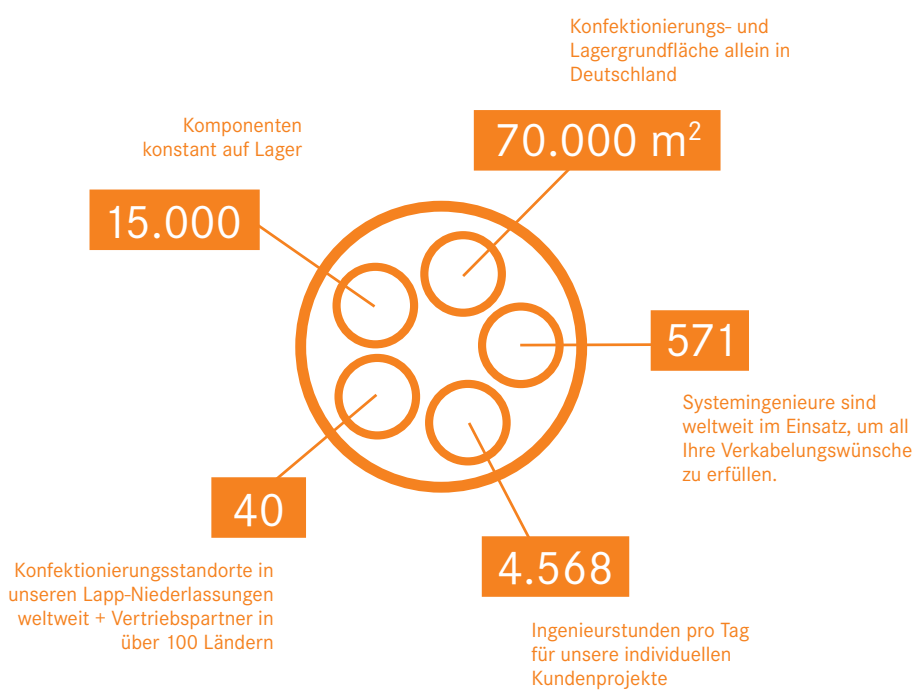 Konfektionierungs- und
Lagergrundfläche allein in
Deutschland
70.000 m²
Komponenten
konstant auf Lager
15.000
571
Systemingenieure sind
weltweit im Einsatz, um all
Ihre Verkabelungswünsche
zu erfüllen.
40
Konfektionierungsstandorte in
unseren Lapp-Niederlassungen
weltweit + Vertriebspartner in
über 100 Ländern
4.568
Ingenieurstunden pro Tag
für unsere individuellen
Kundenprojekte